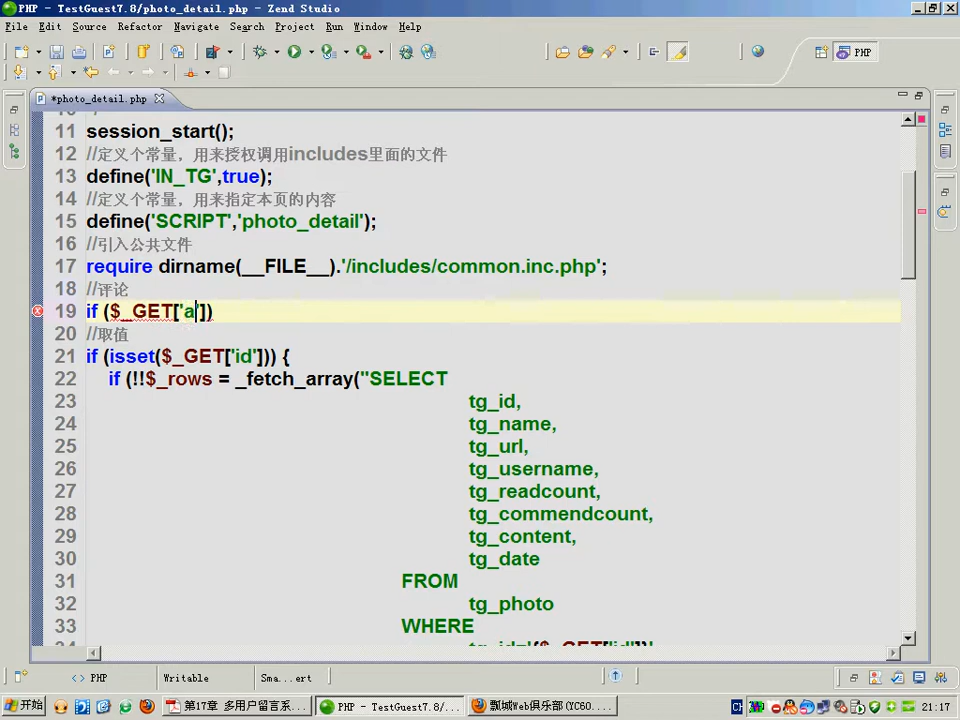 PHP - TestGuest7.8/photo_detail.php - Zend Studio
File Edit Source Refactor Navigate Search Project Run Window Help
PHP
*photo_detail.php
11 session_start();
12 //定义个常量，用来授权调用includes里面的文件
13 define('IN_TG',true);
14 //定义个常量，用来指定本页的内容
15 define('SCRIPT','photo_detail');
16 //引入公共文件
17 require dirname(__FILE__).'/includes/common.inc.php';
18 //评论
19 if ($_GET['a'])
20 //取值
21 if (isset($_GET['id'])) {
22 if (!!$_rows = _fetch_array("SELECT
23 tg_id,
24 tg_name,
25 tg_url,
26 tg_username,
27 tg_readcount,
28 tg_commendcount,
29 tg_content,
30 tg_date
31 FROM
32 tg_photo
33 WHERE
PHP Writable Sma...ert
开始 第17章 多用户留言系... PHP - TestGuest7.8/... 瓢城Web俱乐部(YC60... CH 21:17